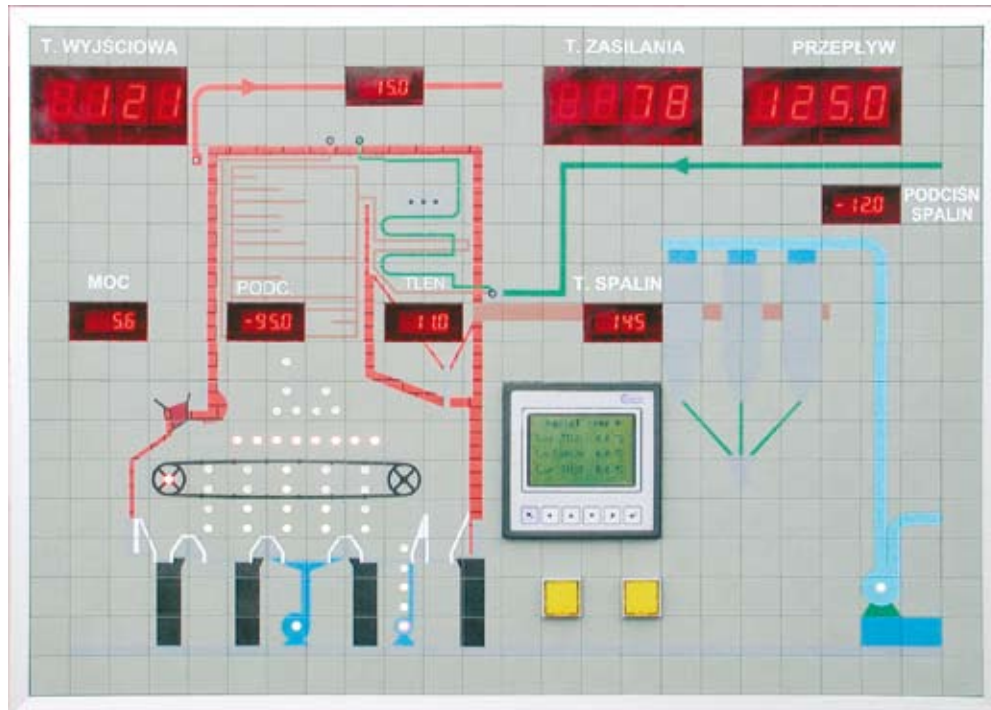 T. WYJŚCIOWA
T. ZASILANIA
PRZEPŁYW
121
15.0
78
125.0
-12.0
PODCIŚN
SPALIN
MOC
PODC.
TLEN
T. SPALIN
5.6
-95.0
11.0
145